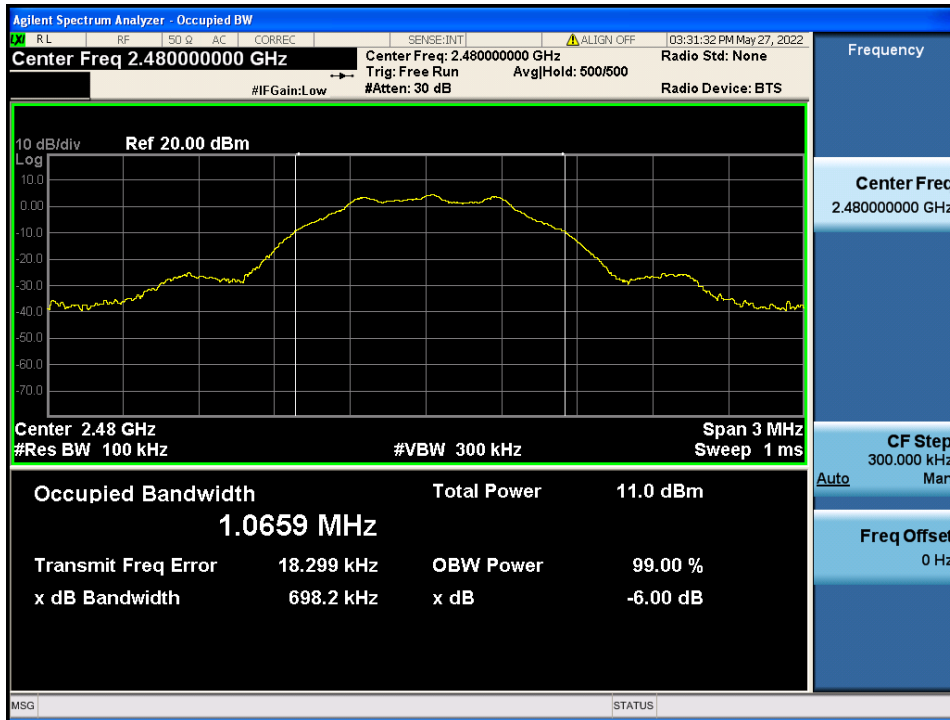 Agilent Spectrum Analyzer - Occupied BW
LXI RL RF 50 Ω AC CORREC SENSE:INT ALIGN OFF 03:31:32 PM May 27, 2022
Center Freq 2.480000000 GHz
Center Freq: 2.480000000 GHz
Radio Std: None
Trig: Free Run Avg|Hold: 500/500
#IFGain:Low #Atten: 30 dB Radio Device: BTS
10 dB/div Ref 20.00 dBm
Log
10.0
0.00
-10.0
-20.0
-30.0
-40.0
-50.0
-60.0
-70.0
Center 2.48 GHz Span 3 MHz
#Res BW 100 kHz #VBW 300 kHz Sweep 1 ms
Occupied Bandwidth Total Power 11.0 dBm
1.0659 MHz
Transmit Freq Error 18.299 kHz OBW Power 99.00 %
x dB Bandwidth 698.2 kHz x dB -6.00 dB
Frequency
Center Freq
2.480000000 GHz
CF Step
300.000 kHz
Auto Man
Freq Offset
0 Hz
MSG STATUS